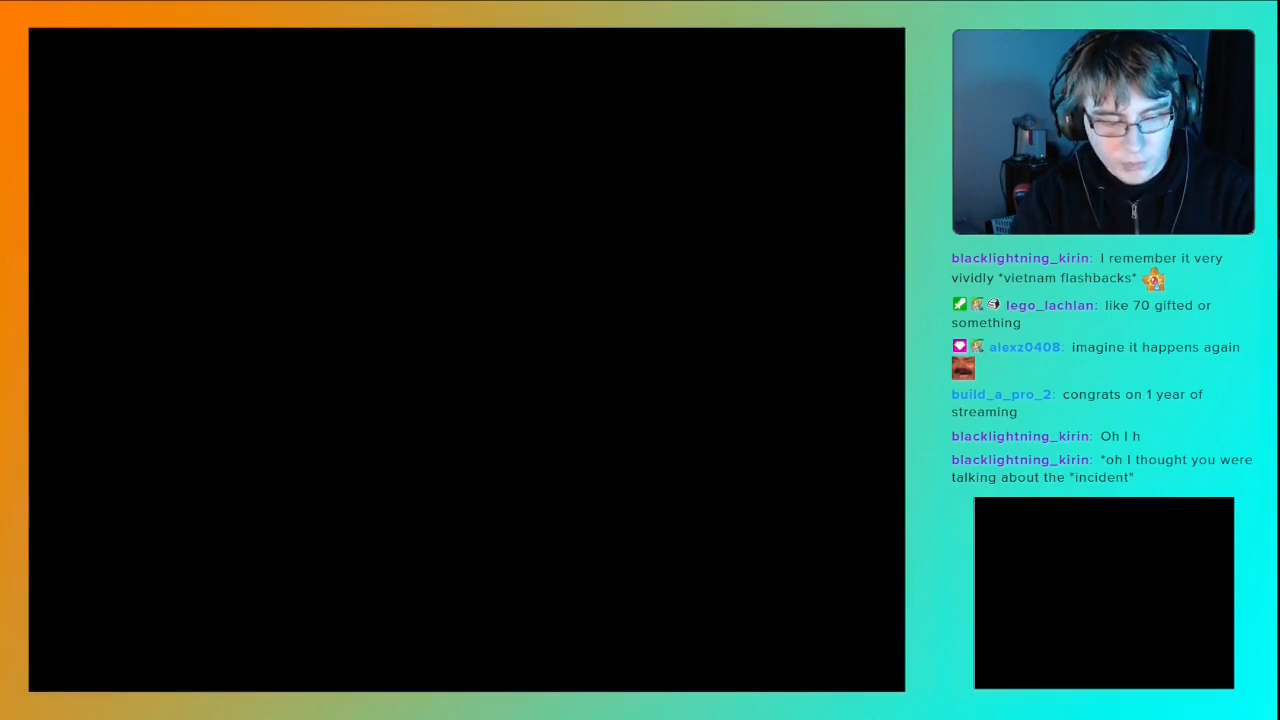 blacklightning_kirin: I remember it very
vividly *vietnam flashbacks*
lego_lachlan: like 70 gifted or
something
alexz0408: imagine it happens again
build_a_pro_2: congrats on 1 year of
streaming
blacklightning_kirin: Oh I h
blacklightning_kirin: *oh I thought you were
talking about the "incident"